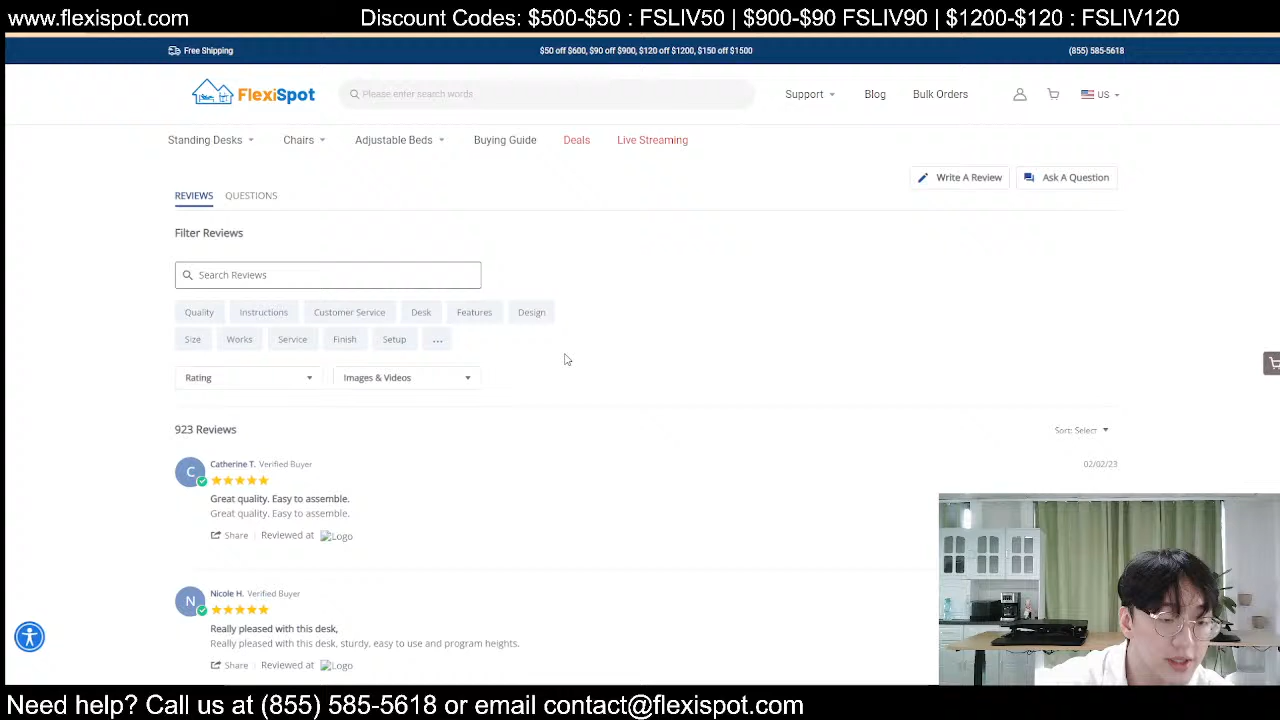 www.flexispot.com
Discount Codes: $500-$50 : FSLIV50 | $900-$90 FSLIV90 | $1200-$120 : FSLIV120
Free Shipping
$50 off $600, $90 off $900, $120 off $1200, $150 off $1500
(855) 585-5618
FlexiSpot
Please enter search words
Support
Blog
Bulk Orders
US
Standing Desks
Chairs
Adjustable Beds
Buying Guide
Deals
Live Streaming
Write A Review
Ask A Question
REVIEWS
QUESTIONS
Filter Reviews
Search Reviews
Quality
Instructions
Customer Service
Desk
Features
Design
Size
Works
Service
Finish
Setup
...
Rating
Images & Videos
923 Reviews
Sort: Select
C
Catherine T. Verified Buyer
02/02/23
Great quality. Easy to assemble.
Great quality. Easy to assemble.
Share | Reviewed at Logo
N
Nicole H. Verified Buyer
Really pleased with this desk,
Really pleased with this desk, sturdy, easy to use and program heights.
Share | Reviewed at Logo
Need help? Call us at (855) 585-5618 or email contact@flexispot.com